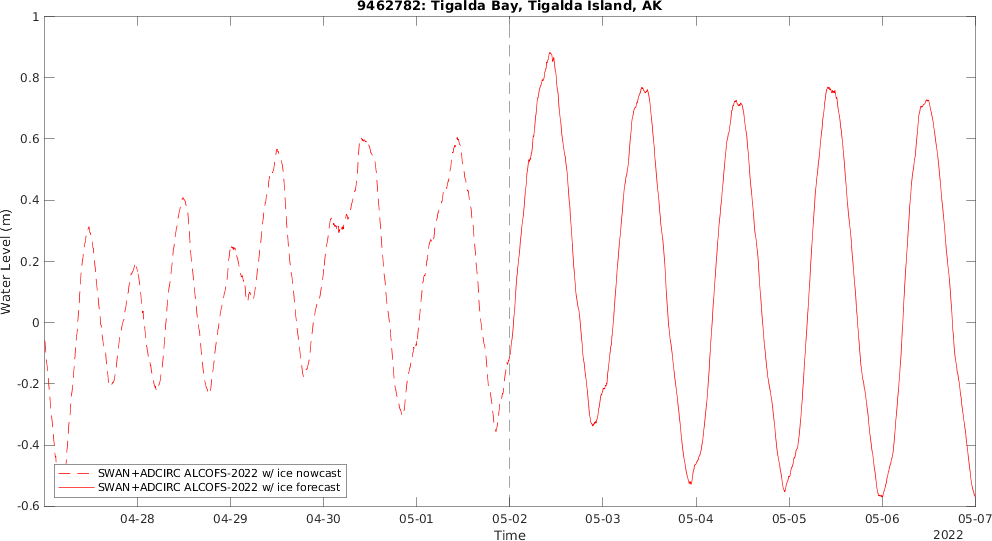 9462782: Tigalda Bay, Tigalda Island, AK
1
0.8
0.6
0.4
0.2
0
-0.2
-0.4
-0.6
Water Level (m)
SWAN+ADCIRC ALCOFS-2022 w/ ice nowcast
SWAN+ADCIRC ALCOFS-2022 w/ ice forecast
04-28 04-29 04-30 05-01 05-02 05-03 05-04 05-05 05-06 05-07
Time
2022